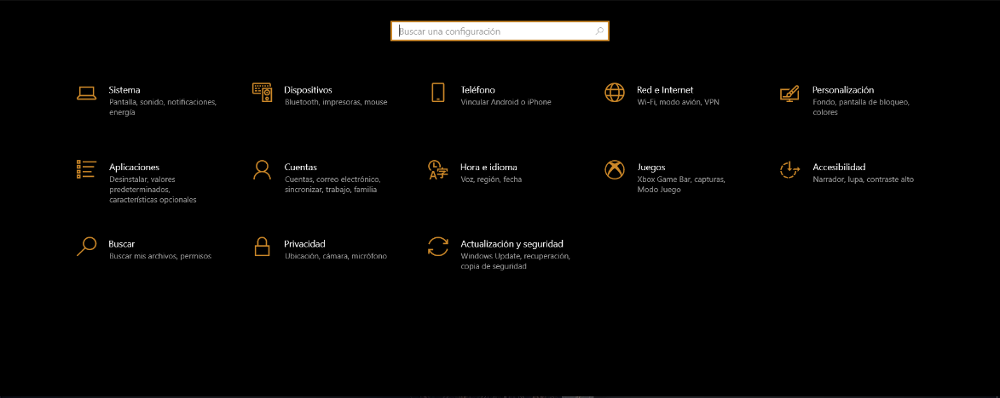 Buscar una configuración
Sistema
Pantalla, sonido, notificaciones,
energía
Dispositivos
Bluetooth, impresoras, mouse
Teléfono
Vincular Android o iPhone
Red e Internet
Wi-Fi, modo avión, VPN
Personalización
Fondo, pantalla de bloqueo,
colores
Aplicaciones
Desinstalar, valores
predeterminados,
características opcionales
Cuentas
Cuentas, correo electrónico,
sincronizar, trabajo, familia
Hora e idioma
Voz, región, fecha
Juegos
Xbox Game Bar, capturas,
Modo Juego
Accesibilidad
Narrador, lupa, contraste alto
Buscar
Buscar mis archivos, permisos
Privacidad
Ubicación, cámara, micrófono
Actualización y seguridad
Windows Update, recuperación,
copia de seguridad